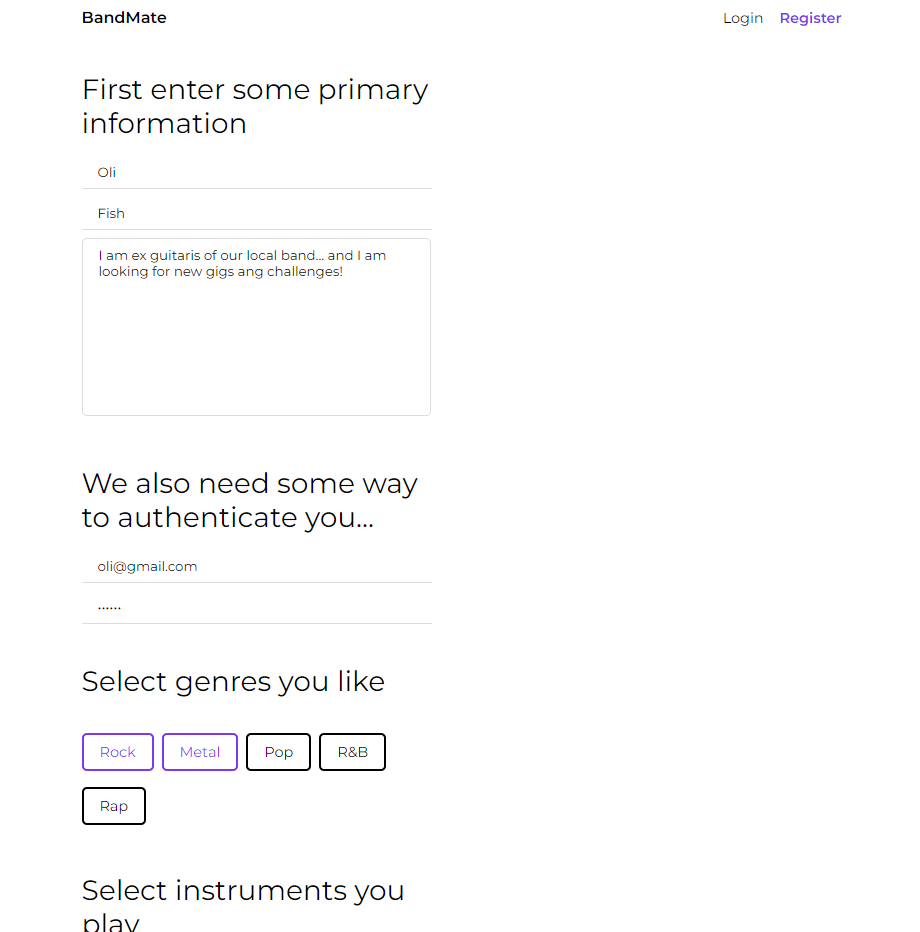 BandMate
Login Register
First enter some primary
information
Oli
Fish
I am ex guitaris of our local band... and I am
looking for new gigs ang challenges!
We also need some way
to authenticate you...
oli@gmail.com
......
Select genres you like
Rock Metal Pop R&B
Rap
Select instruments you
play